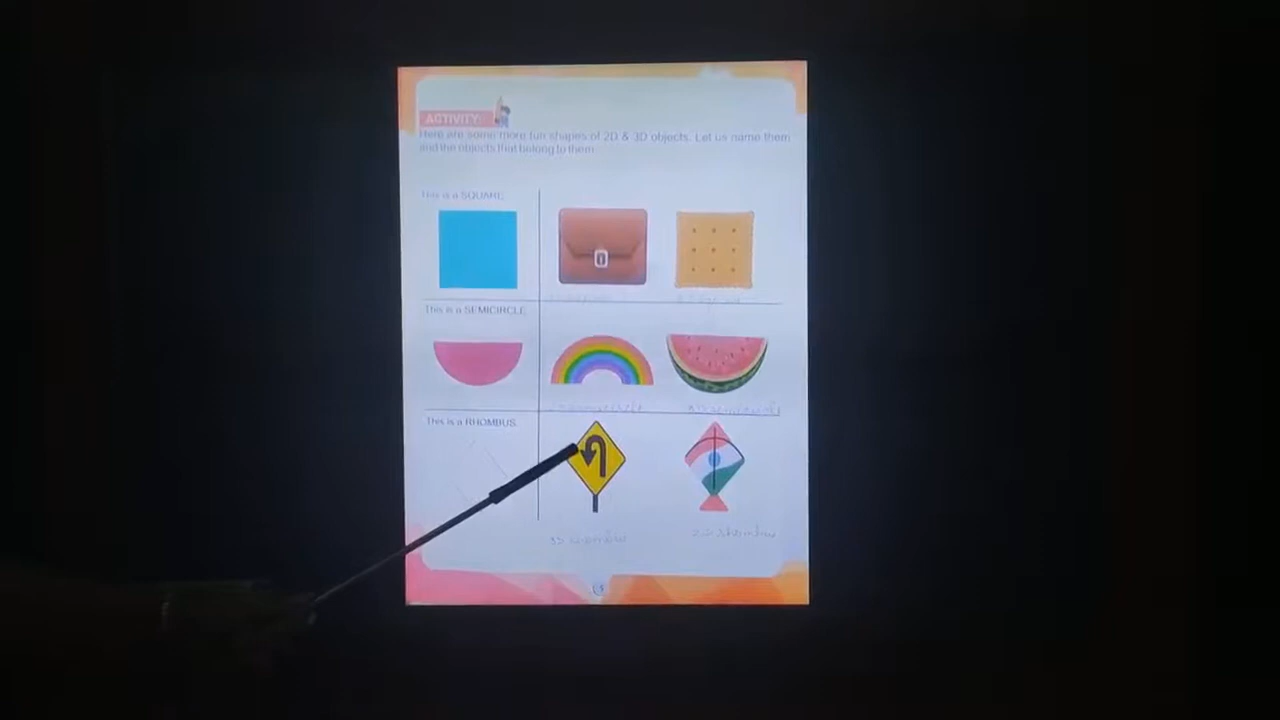 ACTIVITY:
Here are some more fun shapes of 2D & 3D objects. Let us name them
and the objects that belong to them.
This is a SQUARE.
This is a SEMICIRCLE.
This is a RHOMBUS.